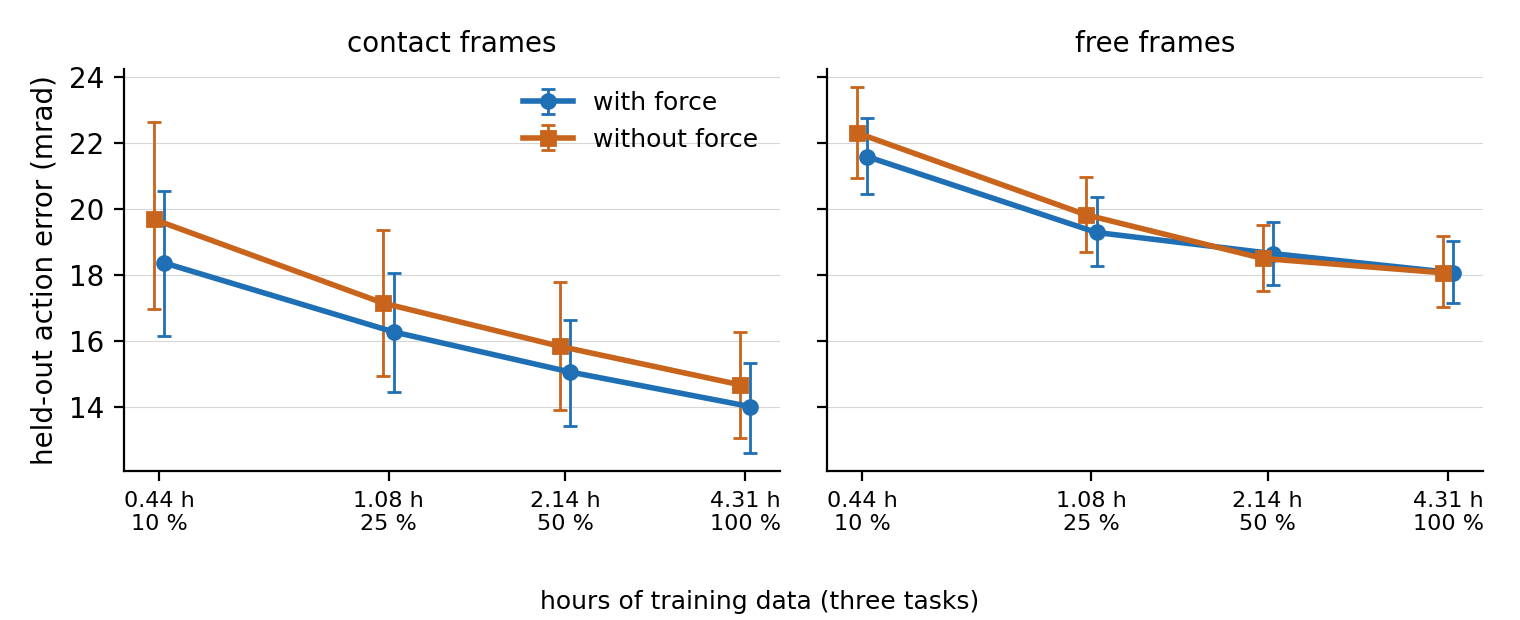 contact frames
free frames
held-out action error (mrad)
24
22
20
18
16
14
with force
without force
0.44 h
10 %
1.08 h
25 %
2.14 h
50 %
4.31 h
100 %
0.44 h
10 %
1.08 h
25 %
2.14 h
50 %
4.31 h
100 %
hours of training data (three tasks)